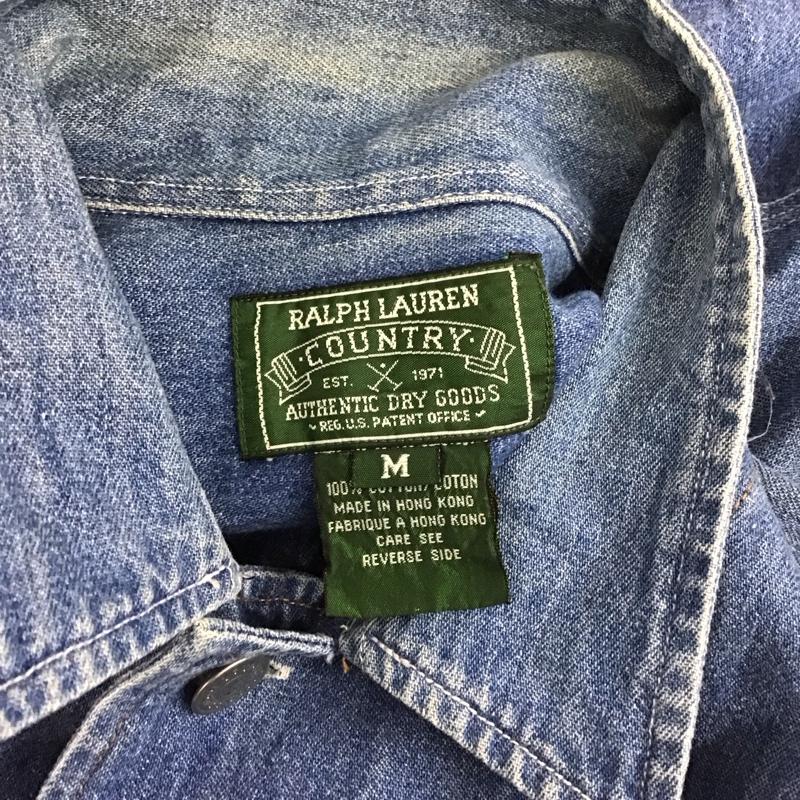 RALPH LAUREN
·COUNTRY·
EST. 1971
AUTHENTIC DRY GOODS
REG. U.S. PATENT OFFICE
M
100% COTTON/COTON
MADE IN HONG KONG
FABRIQUE A HONG KONG
CARE SEE
REVERSE SIDE